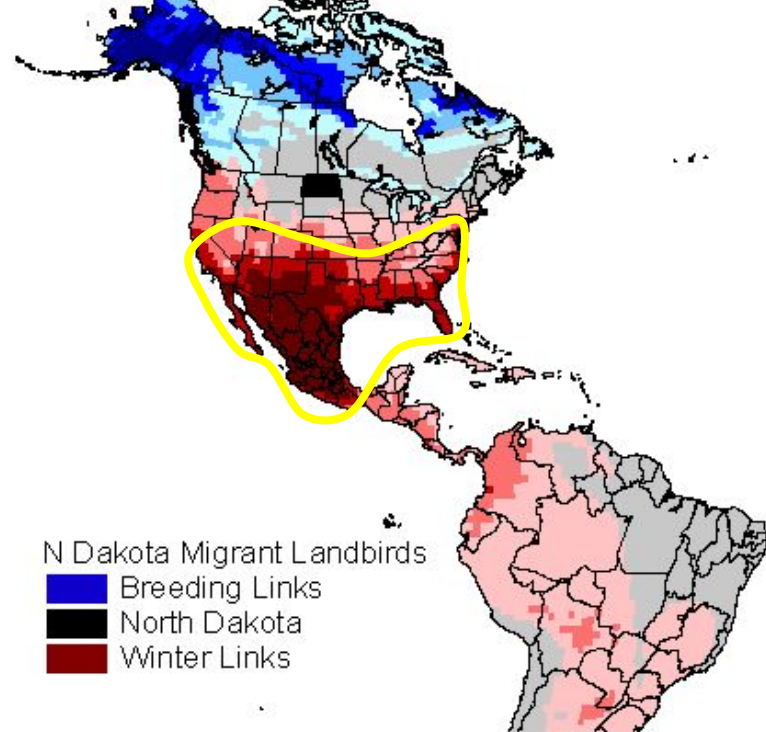 N Dakota Migrant Landbirds
Breeding Links
North Dakota
Winter Links